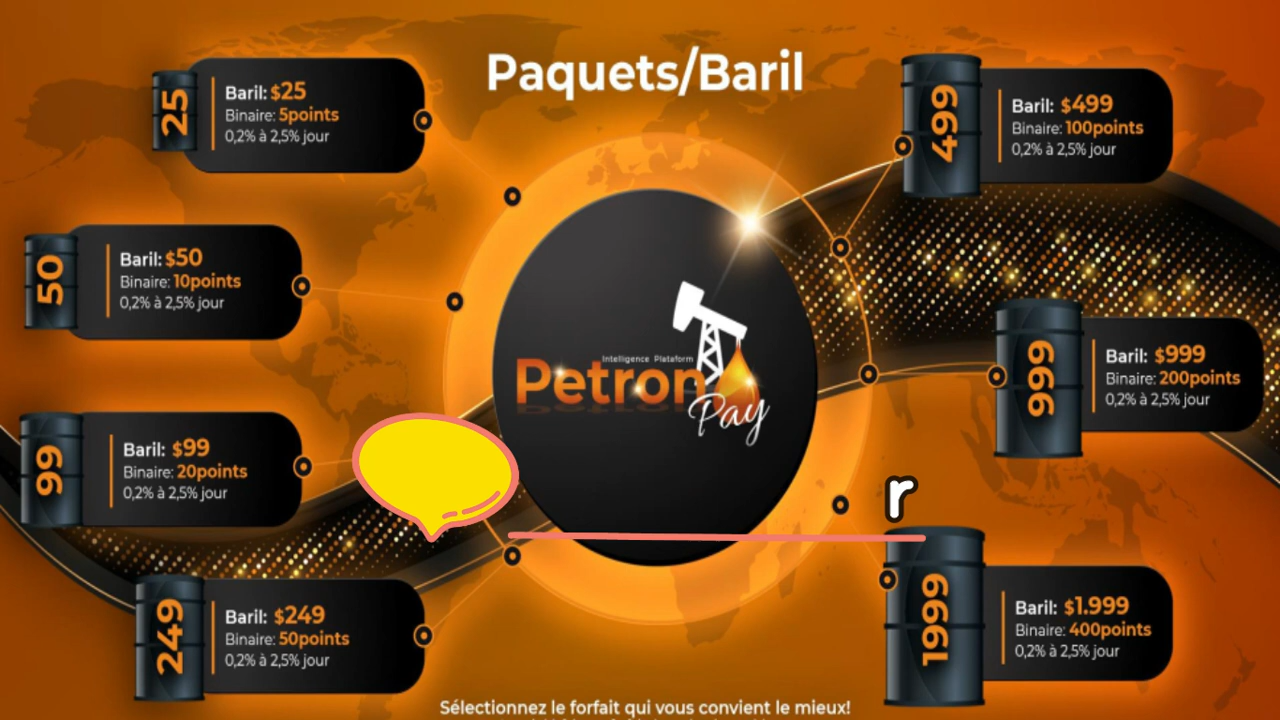 Paquets/Baril
25
Baril: $25
Binaire: 5points
0,2% à 2,5% jour
50
Baril: $50
Binaire: 10points
0,2% à 2,5% jour
99
Baril: $99
Binaire: 20points
0,2% à 2,5% jour
249
Baril: $249
Binaire: 50points
0,2% à 2,5% jour
Intelligence Plataform
Petron
Pay
499
Baril: $499
Binaire: 100points
0,2% à 2,5% jour
999
Baril: $999
Binaire: 200points
0,2% à 2,5% jour
r
1999
Baril: $1.999
Binaire: 400points
0,2% à 2,5% jour
Sélectionnez le forfait qui vous convient le mieux!